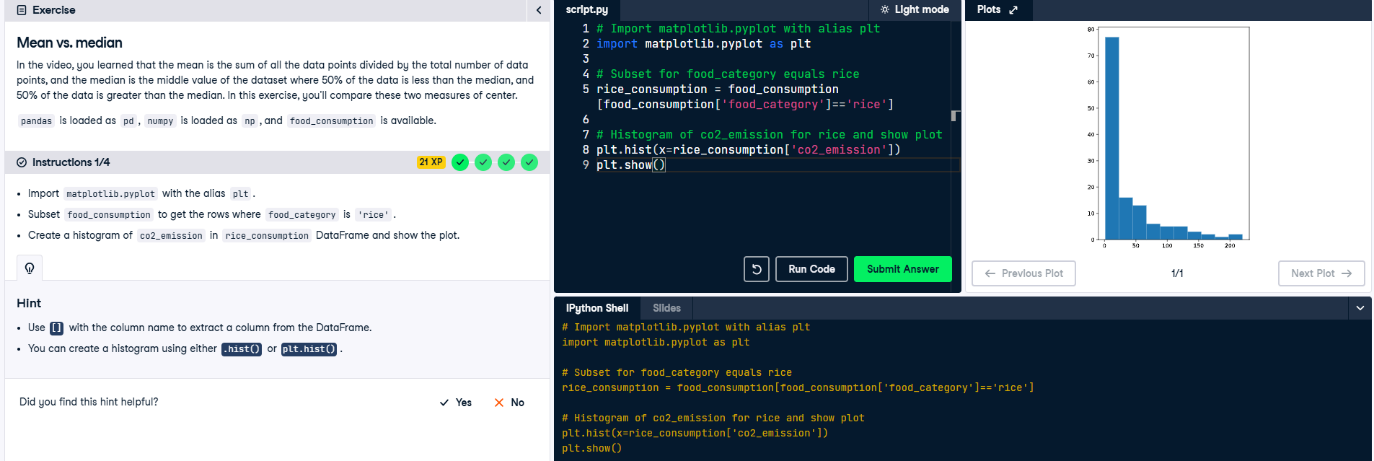 Exercise
Mean vs. median
In the video, you learned that the mean is the sum of all the data points divided by the total number of data
points, and the median is the middle value of the dataset where 50% of the data is less than the median, and
50% of the data is greater than the median. In this exercise, you'll compare these two measures of center.
pandas is loaded as pd , numpy is loaded as np , and food_consumption is available.
Instructions 1/4
21 XP
Import matplotlib.pyplot with the alias plt .
Subset food_consumption to get the rows where food_category is 'rice' .
Create a histogram of co2_emission in rice_consumption DataFrame and show the plot.
Hint
Use [] with the column name to extract a column from the DataFrame.
You can create a histogram using either .hist() or plt.hist() .
Did you find this hint helpful?
Yes
No
script.py
Light mode
1 # Import matplotlib.pyplot with alias plt
2 import matplotlib.pyplot as plt
3
4 # Subset for food_category equals rice
5 rice_consumption = food_consumption
[food_consumption['food_category']=='rice']
6
7 # Histogram of co2_emission for rice and show plot
8 plt.hist(x=rice_consumption['co2_emission'])
9 plt.show()
Run Code
Submit Answer
Plots
80
70
60
50
40
30
20
10
0
0 50 100 150 200
Previous Plot
1/1
Next Plot
IPython Shell
Slides
# Import matplotlib.pyplot with alias plt
import matplotlib.pyplot as plt
# Subset for food_category equals rice
rice_consumption = food_consumption[food_consumption['food_category']=='rice']
# Histogram of co2_emission for rice and show plot
plt.hist(x=rice_consumption['co2_emission'])
plt.show()